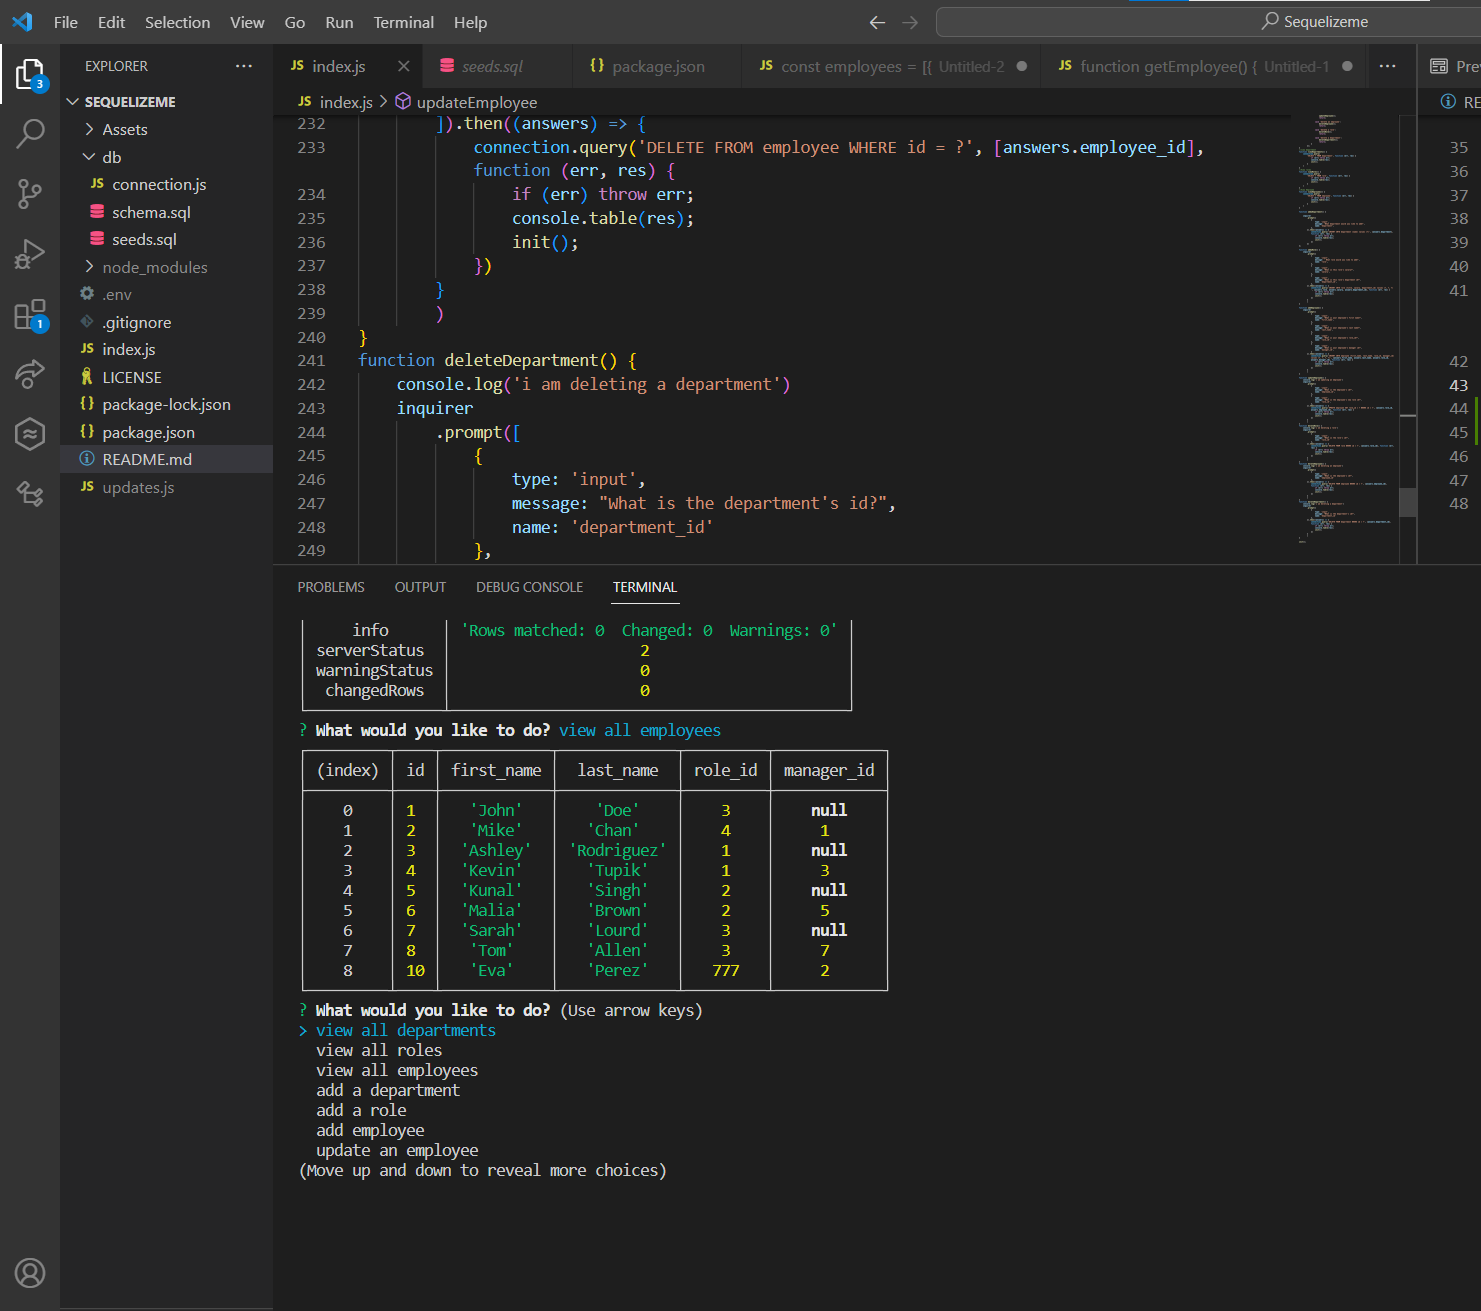 File Edit Selection View Go Run Terminal Help
Sequelizeme
EXPLORER
SEQUELIZEME
Assets
db
JS connection.js
schema.sql
seeds.sql
node_modules
.env
.gitignore
JS index.js
LICENSE
{} package-lock.json
{} package.json
README.md
JS updates.js
3
1
JS index.js
seeds.sql
{} package.json
JS const employees = [{ Untitled-2
JS function getEmployee() { Untitled-1
Pre
JS index.js > updateEmployee
RE
232 ]).then((answers) => {
233 connection.query('DELETE FROM employee WHERE id = ?', [answers.employee_id],
function (err, res) {
234 if (err) throw err;
235 console.table(res);
236 init();
237 })
238 }
239 )
240 }
241 function deleteDepartment() {
242 console.log('i am deleting a department')
243 inquirer
244 .prompt([
245 {
246 type: 'input',
247 message: "What is the department's id?",
248 name: 'department_id'
249 },
35
36
37
38
39
40
41
42
43
44
45
46
47
48
PROBLEMS OUTPUT DEBUG CONSOLE TERMINAL
info 'Rows matched: 0 Changed: 0 Warnings: 0'
serverStatus 2
warningStatus 0
changedRows 0
? What would you like to do? view all employees
(index) id first_name last_name role_id manager_id
0 1 'John' 'Doe' 3 null
1 2 'Mike' 'Chan' 4 1
2 3 'Ashley' 'Rodriguez' 1 null
3 4 'Kevin' 'Tupik' 1 3
4 5 'Kunal' 'Singh' 2 null
5 6 'Malia' 'Brown' 2 5
6 7 'Sarah' 'Lourd' 3 null
7 8 'Tom' 'Allen' 3 7
8 10 'Eva' 'Perez' 777 2
? What would you like to do? (Use arrow keys)
> view all departments
view all roles
view all employees
add a department
add a role
add employee
update an employee
(Move up and down to reveal more choices)